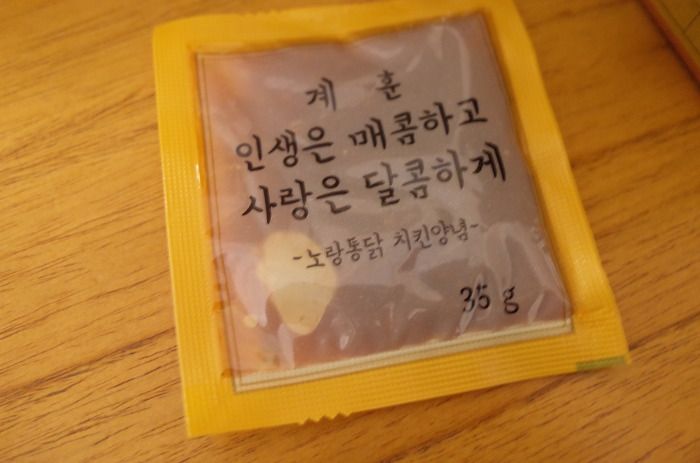 계 훈
인생은 매콤하고
사랑은 달콤하게
-노랑통닭 치킨양념-
35 g